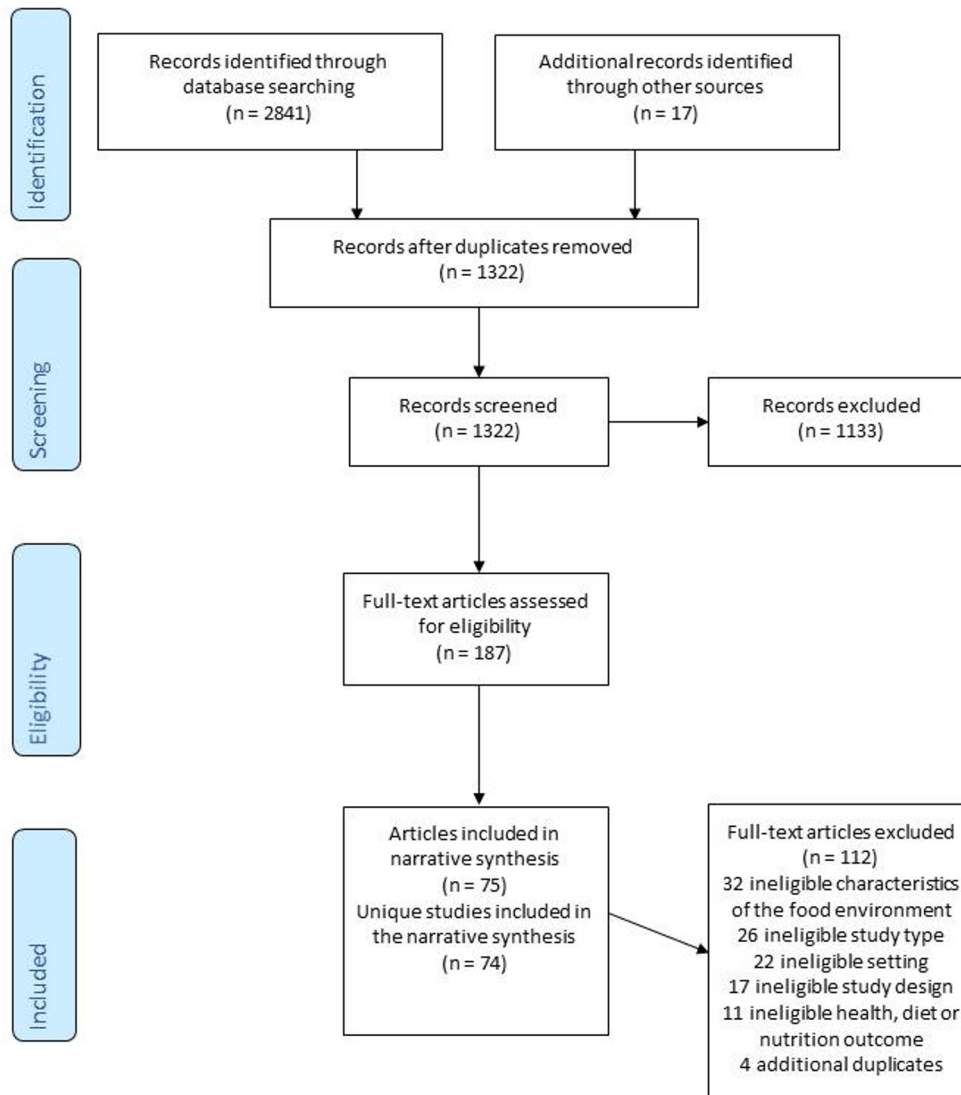 Identification
Records identified through
database searching
(n = 2841)
Additional records identified
through other sources
(n = 17)
Records after duplicates removed
(n = 1322)
Screening
Records screened
(n = 1322)
Records excluded
(n = 1133)
Eligibility
Full-text articles assessed
for eligibility
(n = 187)
Included
Articles included in
narrative synthesis
(n = 75)
Unique studies included in
the narrative synthesis
(n = 74)
Full-text articles excluded
(n = 112)
32 ineligible characteristics
of the food environment
26 ineligible study type
22 ineligible setting
17 ineligible study design
11 ineligible health, diet or
nutrition outcome
4 additional duplicates